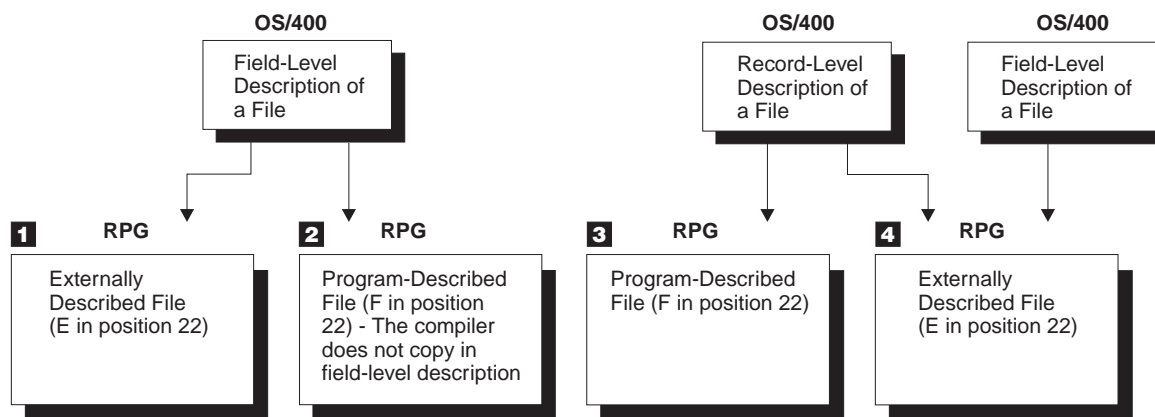 OS/400
Field-Level
Description of
a File
OS/400
Record-Level
Description of
a File
OS/400
Field-Level
Description of
a File
1
RPG
Externally
Described File
(E in position 22)
2
RPG
Program-Described
File (F in position
22) - The compiler
does not copy in
field-level description
3
RPG
Program-Described
File (F in position 22)
4
RPG
Externally
Described File
(E in position 22)